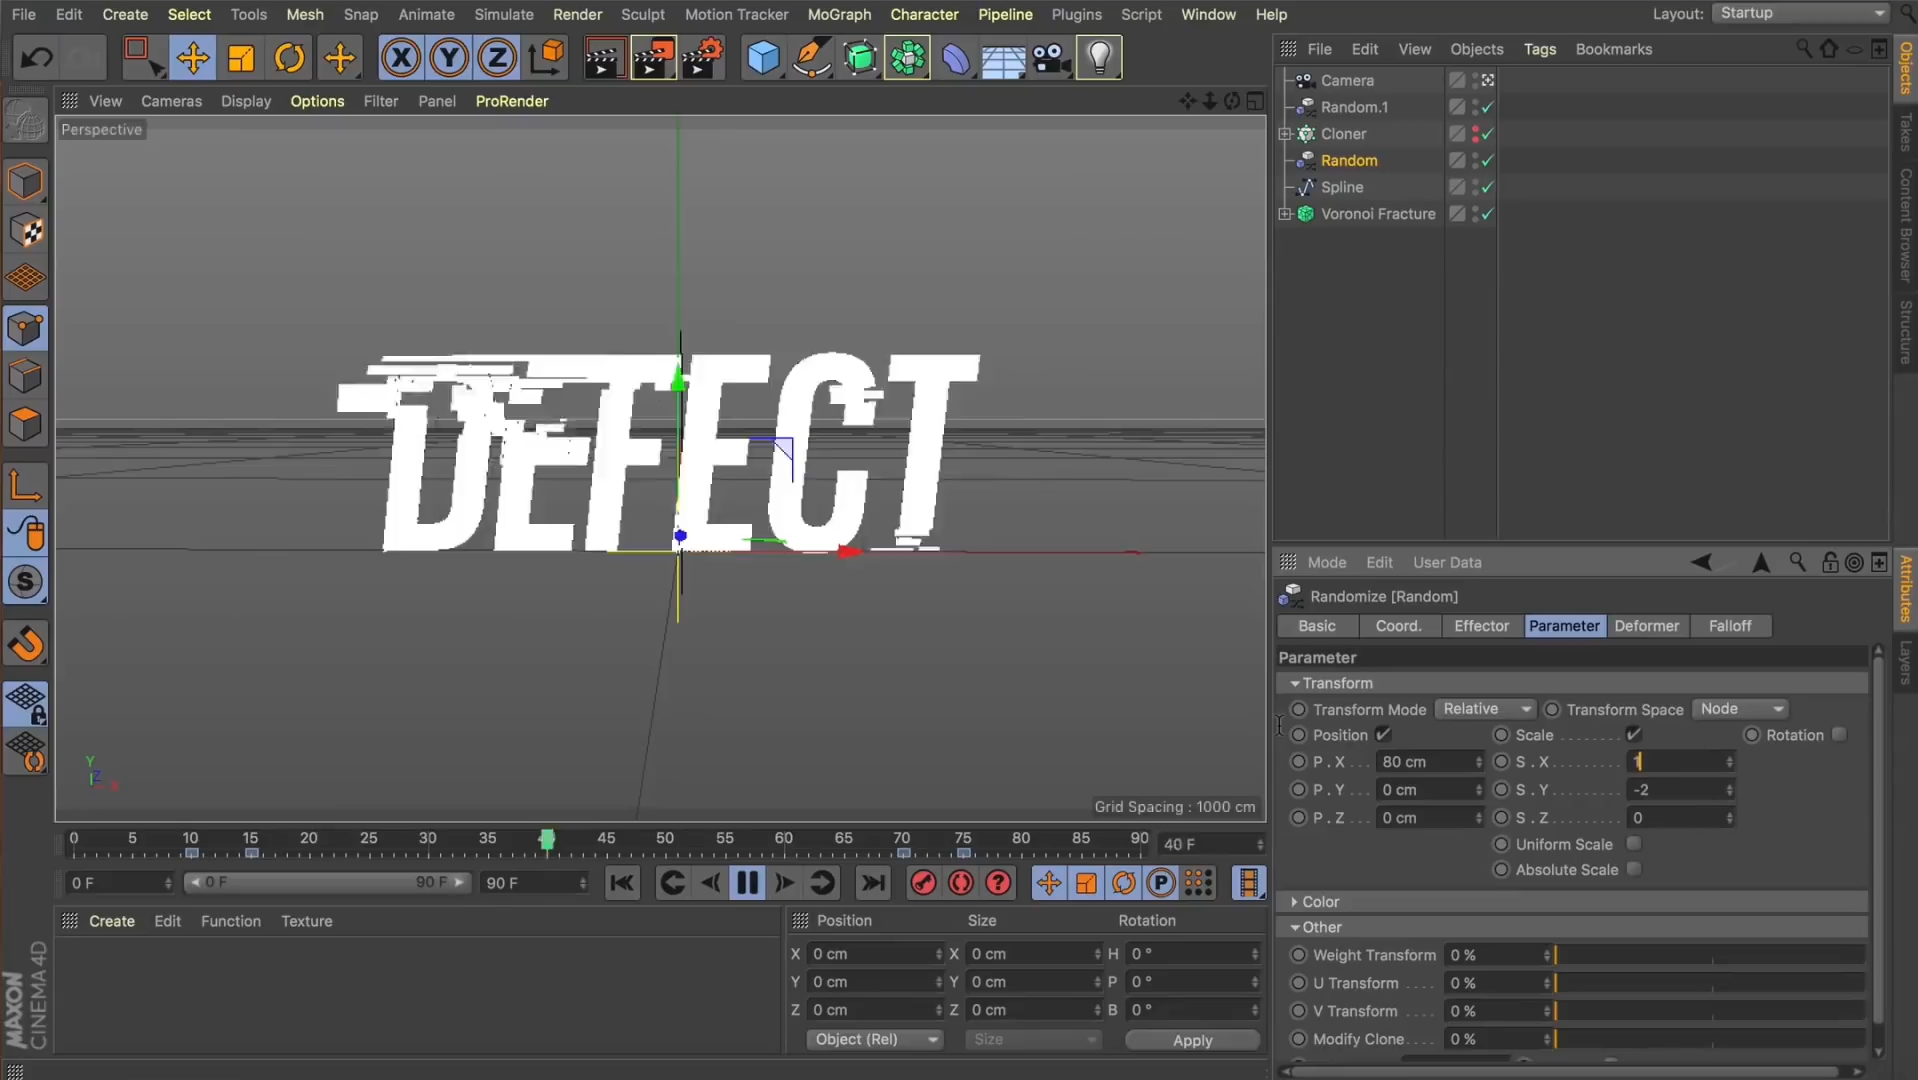 File Edit Create Select Tools Mesh Snap Animate Simulate Render Sculpt Motion Tracker MoGraph Character Pipeline Plugins Script Window Help Layout: Startup
X Y Z
File Edit View Objects Tags Bookmarks
View Cameras Display Options Filter Panel ProRender
Perspective
Camera
Random.1
Cloner
Random
Spline
Voronoi Fracture
Objects
Takes
Content Browser
Structure
DEFECT
Y
Z
X
Grid Spacing : 1000 cm
S
Mode Edit User Data
Randomize [Random]
Basic Coord. Effector Parameter Deformer Falloff
Parameter
Transform
Transform Mode Relative Transform Space Node
Position Scale Rotation
P . X 80 cm S . X 1
P . Y 0 cm S . Y -2
P . Z 0 cm S . Z 0
Uniform Scale
Absolute Scale
Color
Other
Weight Transform 0 %
U Transform 0 %
V Transform 0 %
Modify Clone 0 %
Attributes
Layers
0 5 10 15 20 25 30 35 45 50 55 60 65 70 75 80 85 90 40 F
0 F 0 F 90 F 90 F
? P
Create Edit Function Texture
Position Size Rotation
X 0 cm X 0 cm H 0 °
Y 0 cm Y 0 cm P 0 °
Z 0 cm Z 0 cm B 0 °
Object (Rel) Size Apply
MAXON
CINEMA 4D